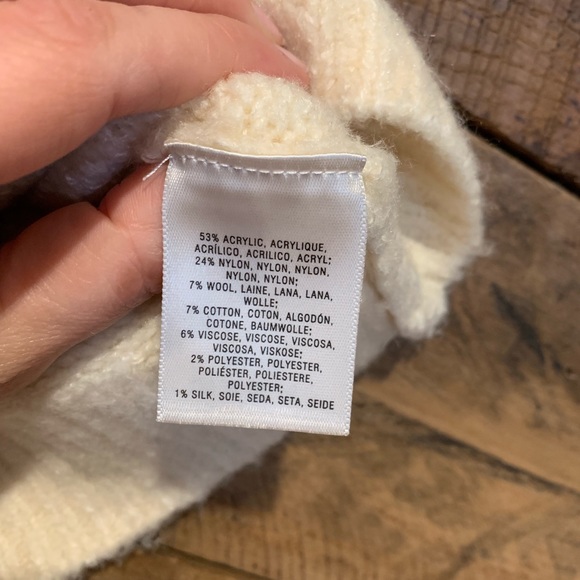 53% ACRYLIC, ACRYLIQUE,
ACRÍLICO, ACRILICO, ACRYL;
24% NYLON, NYLON, NYLON,
NYLON, NYLON;
7% WOOL, LAINE, LANA, LANA,
WOLLE;
7% COTTON, COTON, ALGODÓN,
COTONE, BAUMWOLLE;
6% VISCOSE, VISCOSE, VISCOSA,
VISCOSA, VISKOSE;
2% POLYESTER, POLYESTER,
POLIÉSTER, POLIESTERE,
POLYESTER;
1% SILK, SOIE, SEDA, SETA, SEIDE